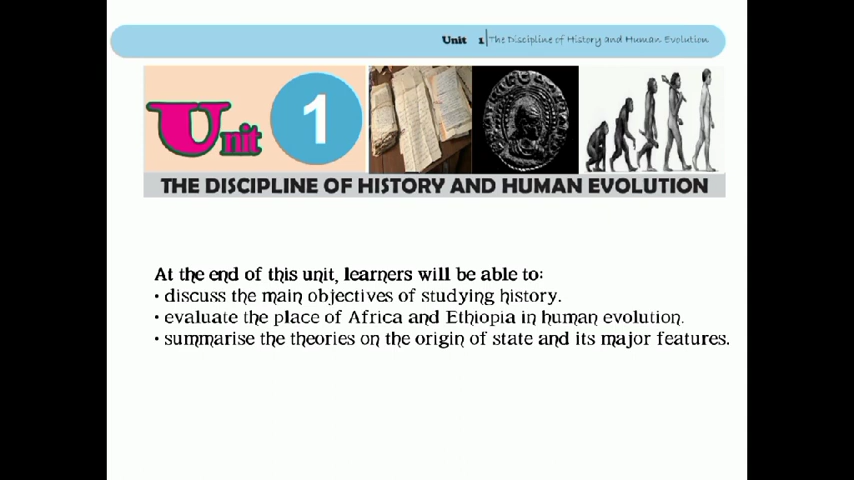 Unit 1 The Discipline of History and Human Evolution
Unit 1
THE DISCIPLINE OF HISTORY AND HUMAN EVOLUTION
At the end of this unit, learners will be able to:
• discuss the main objectives of studying history.
• evaluate the place of Africa and Ethiopia in human evolution.
• summarise the theories on the origin of state and its major features.